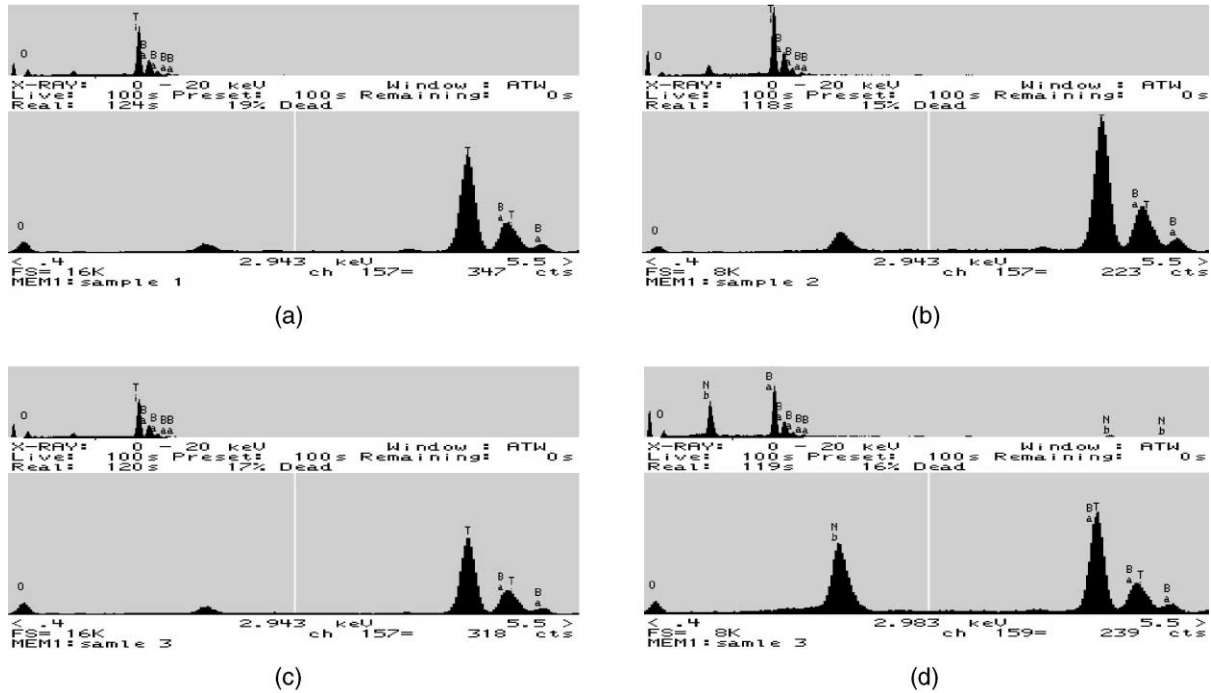 T
i
O
B
a
B
a
BB
aa
X-RAY: 0 - 20 keV Window : ATW
Live: 100s Preset: 100s Remaining: 0s
Real: 124s 19% Dead
T
B
a
T
B
a
O
< .4 2.943 keV 5.5 >
FS= 16K ch 157= 347 cts
MEM1:sample 1
(a)
T
i
O
B
a
B
a
BB
aa
X-RAY: 0 - 20 keV Window : ATW
Live: 100s Preset: 100s Remaining: 0s
Real: 118s 15% Dead
T
B
a
T
B
a
O
< .4 2.943 keV 5.5 >
FS= 8K ch 157= 223 cts
MEM1:sample 2
(b)
T
i
O
B
a
B
a
BB
aa
X-RAY: 0 - 20 keV Window : ATW
Live: 100s Preset: 100s Remaining: 0s
Real: 120s 17% Dead
T
B
a
T
B
a
O
< .4 2.943 keV 5.5 >
FS= 16K ch 157= 318 cts
MEM1:samle 3
(c)
N
b
B
a
O
B
a
B
a
BB
aa
N
b
N
b
X-RAY: 0 - 20 keV Window : ATW
Live: 100s Preset: 100s Remaining: 0s
Real: 119s 16% Dead
N
b
B
a
T
B
a
T
i
B
a
O
< .4 2.983 keV 5.5 >
FS= 8K ch 159= 239 cts
MEM1:samle 3
(d)